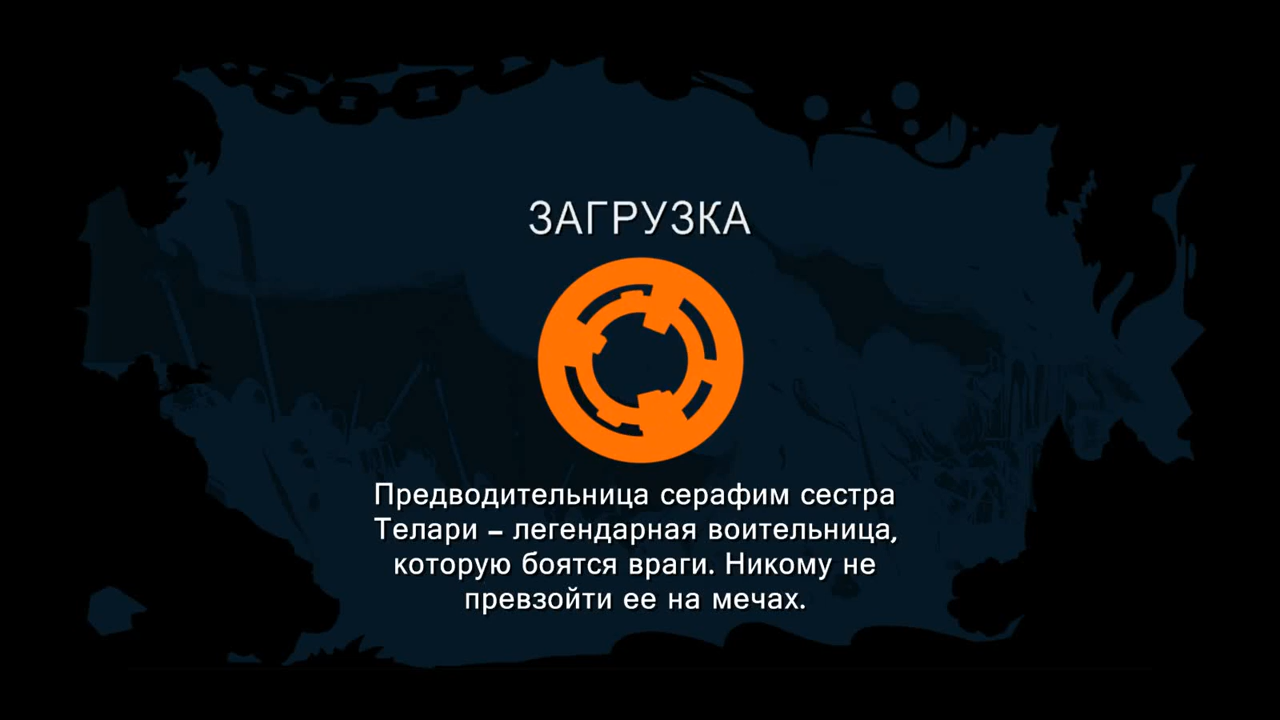 ЗАГРУЗКА
Предводительница серафим сестра
Телари – легендарная воительница,
которую боятся враги. Никому не
превзойти ее на мечах.